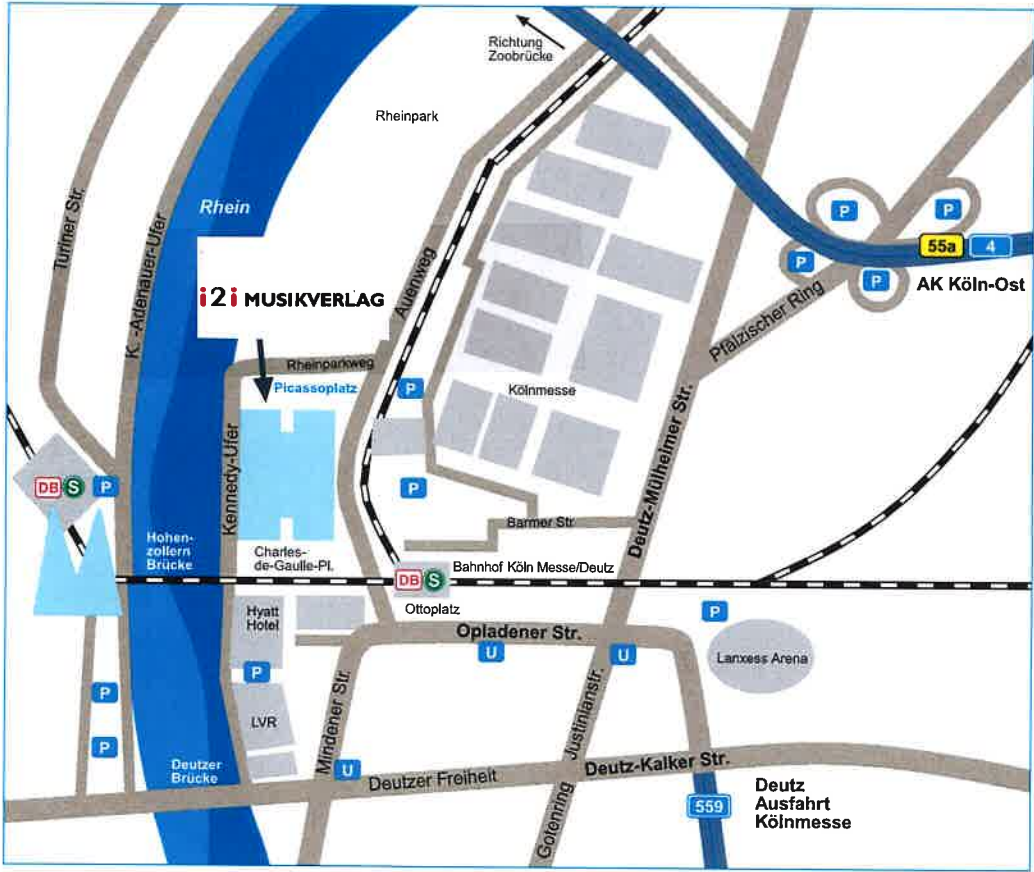 Richtung
Zoobrücke
Rheinpark
Turiner Str.
K.-Adenauer-Ufer
Rhein
Auenweg
P
P
55a
4
P
P
AK Köln-Ost
i2i MUSIKVERLAG
Pfälzischer Ring
Rheinparkweg
Picassoplatz
P
Kölnmesse
Deutz-Müllheimer Str.
Kennedy-Ufer
DB
S
P
P
Barmer Str.
Hohen-
zollern
Brücke
Charles-
de-Gaulle-Pl.
DB
S
Bahnhof Köln Messe/Deutz
Ottoplatz
Hyatt
Hotel
P
Opladener Str.
U
U
Lanxess Arena
P
P
LVR
Mindener Str.
Justinianstr.
P
Deutzer
Brücke
U
Deutzer Freiheit
Deutz-Kalker Str.
Gotenring
559
Deutz
Ausfahrt
Kölnmesse